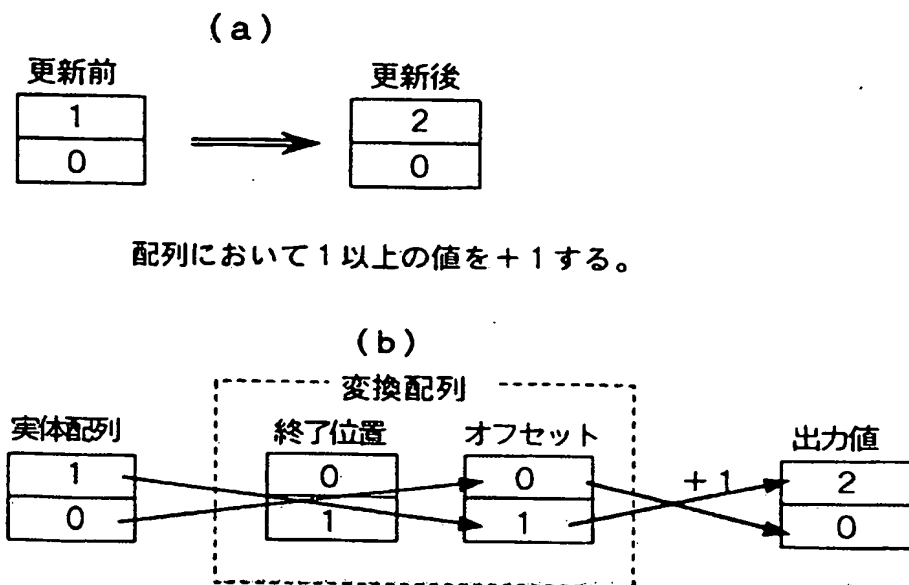 (a)
更新前 更新後
1 2
0 0
配列において1以上の値を+1する。
(b)
変換配列
実体配列 終了位置 オフセット 出力値
1 0 0 +1 2
0 1 1 0